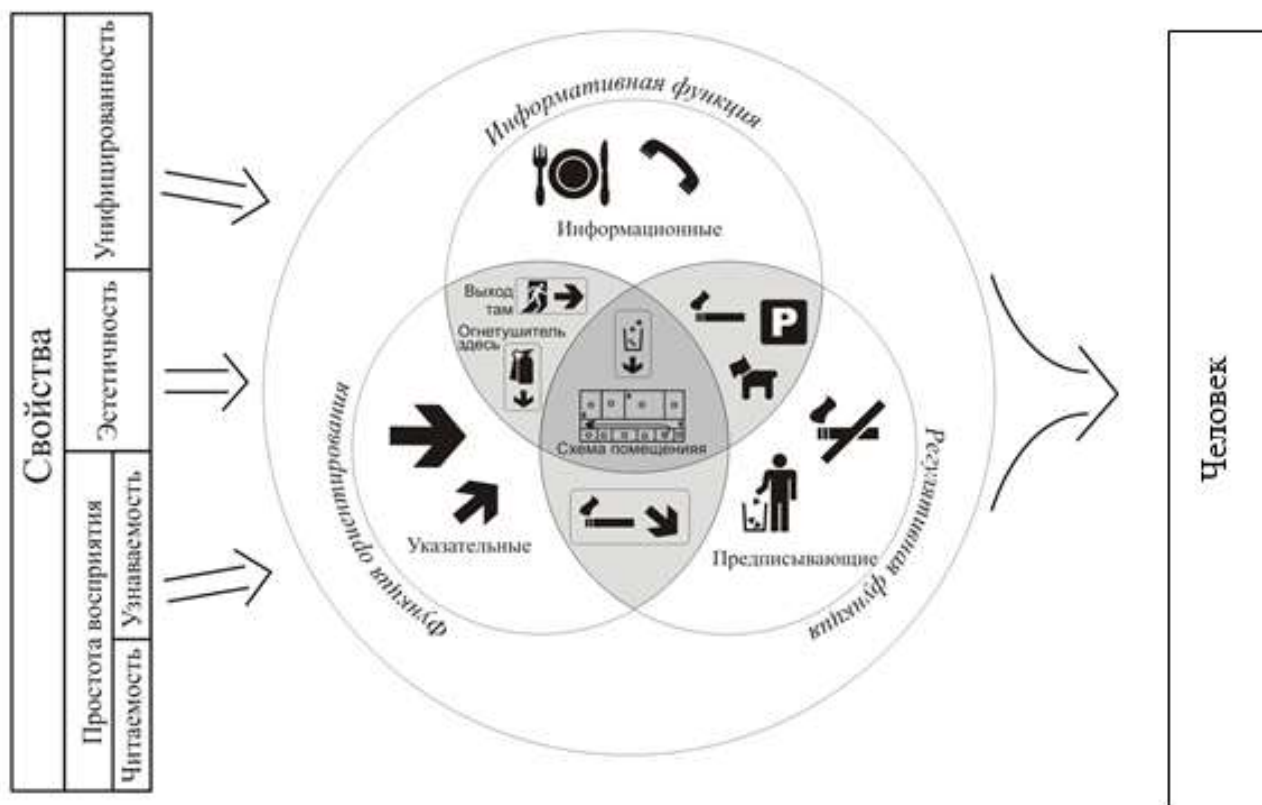 Свойства
Унифицированность
Эстетичность
Простота восприятия
Узнаваемость
Читаемость
Информативная функция
Информационные
Выход
там
Огнетушитель
здесь
P
Схема помещенияя
Функция ориентирования
Указательные
Предписывающие
Регулятивная функция
Человек